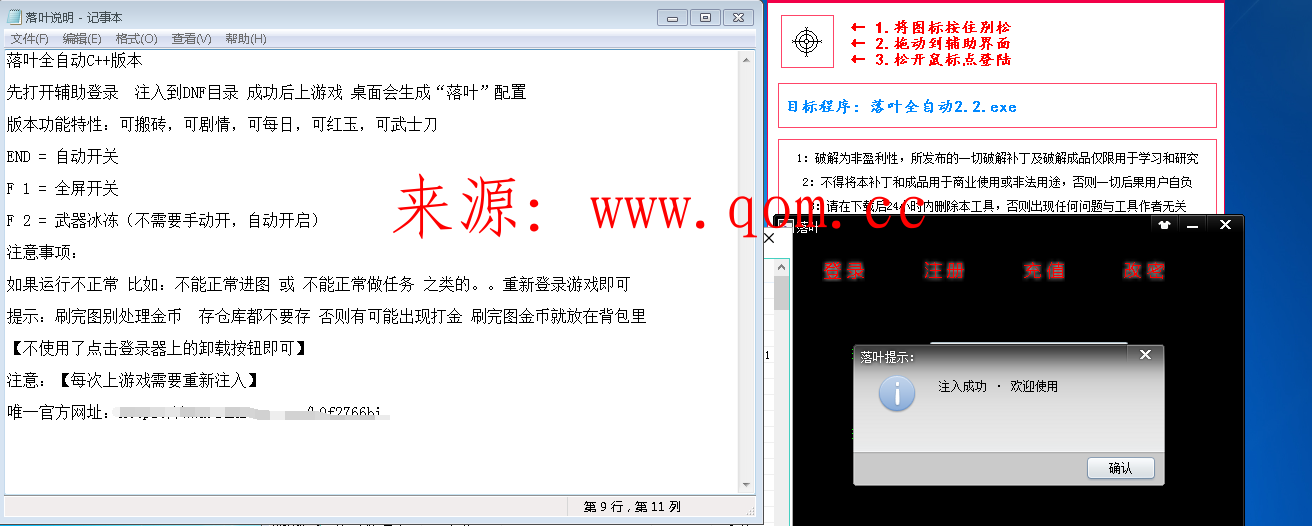 落叶说明 - 记事本
文件(F) 编辑(E) 格式(O) 查看(V) 帮助(H)
落叶全自动C++版本
先打开辅助登录 注入到DNF目录 成功后上游戏 桌面会生成“落叶”配置
版本功能特性：可搬砖，可剧情，可每日，可红玉，可武士刀
END = 自动开关
F 1 = 全屏开关
F 2 = 武器冰冻（不需要手动开，自动开启）
注意事项：
如果运行不正常 比如：不能正常进图 或 不能正常做任务 之类的。。重新登录游戏即可
提示：刷完图别处理金币 存仓库都不要存 否则有可能出现打金 刷完图金币就放在背包里
【不使用了点击登录器上的卸载按钮即可】
注意：【每次上游戏需要重新注入】
唯一官方网址：
第 9 行，第 11 列
来源：www.qom.cc
← 1.将图标按住别松
← 2.拖动到辅助界面
← 3.松开鼠标点登陆
目标程序：落叶全自动2.2.exe
1：破解为非盈利性，所发布的一切破解补丁及破解成品仅限用于学习和研究
2：不得将本补丁和成品用于商业使用或非法用途，否则一切后果用户自负
3:请在下载后24小时内删除本工具，否则出现任何问题与工具作者无关
落叶
登录 注册 充值 改密
落叶提示：
注入成功 · 欢迎使用
确认
1